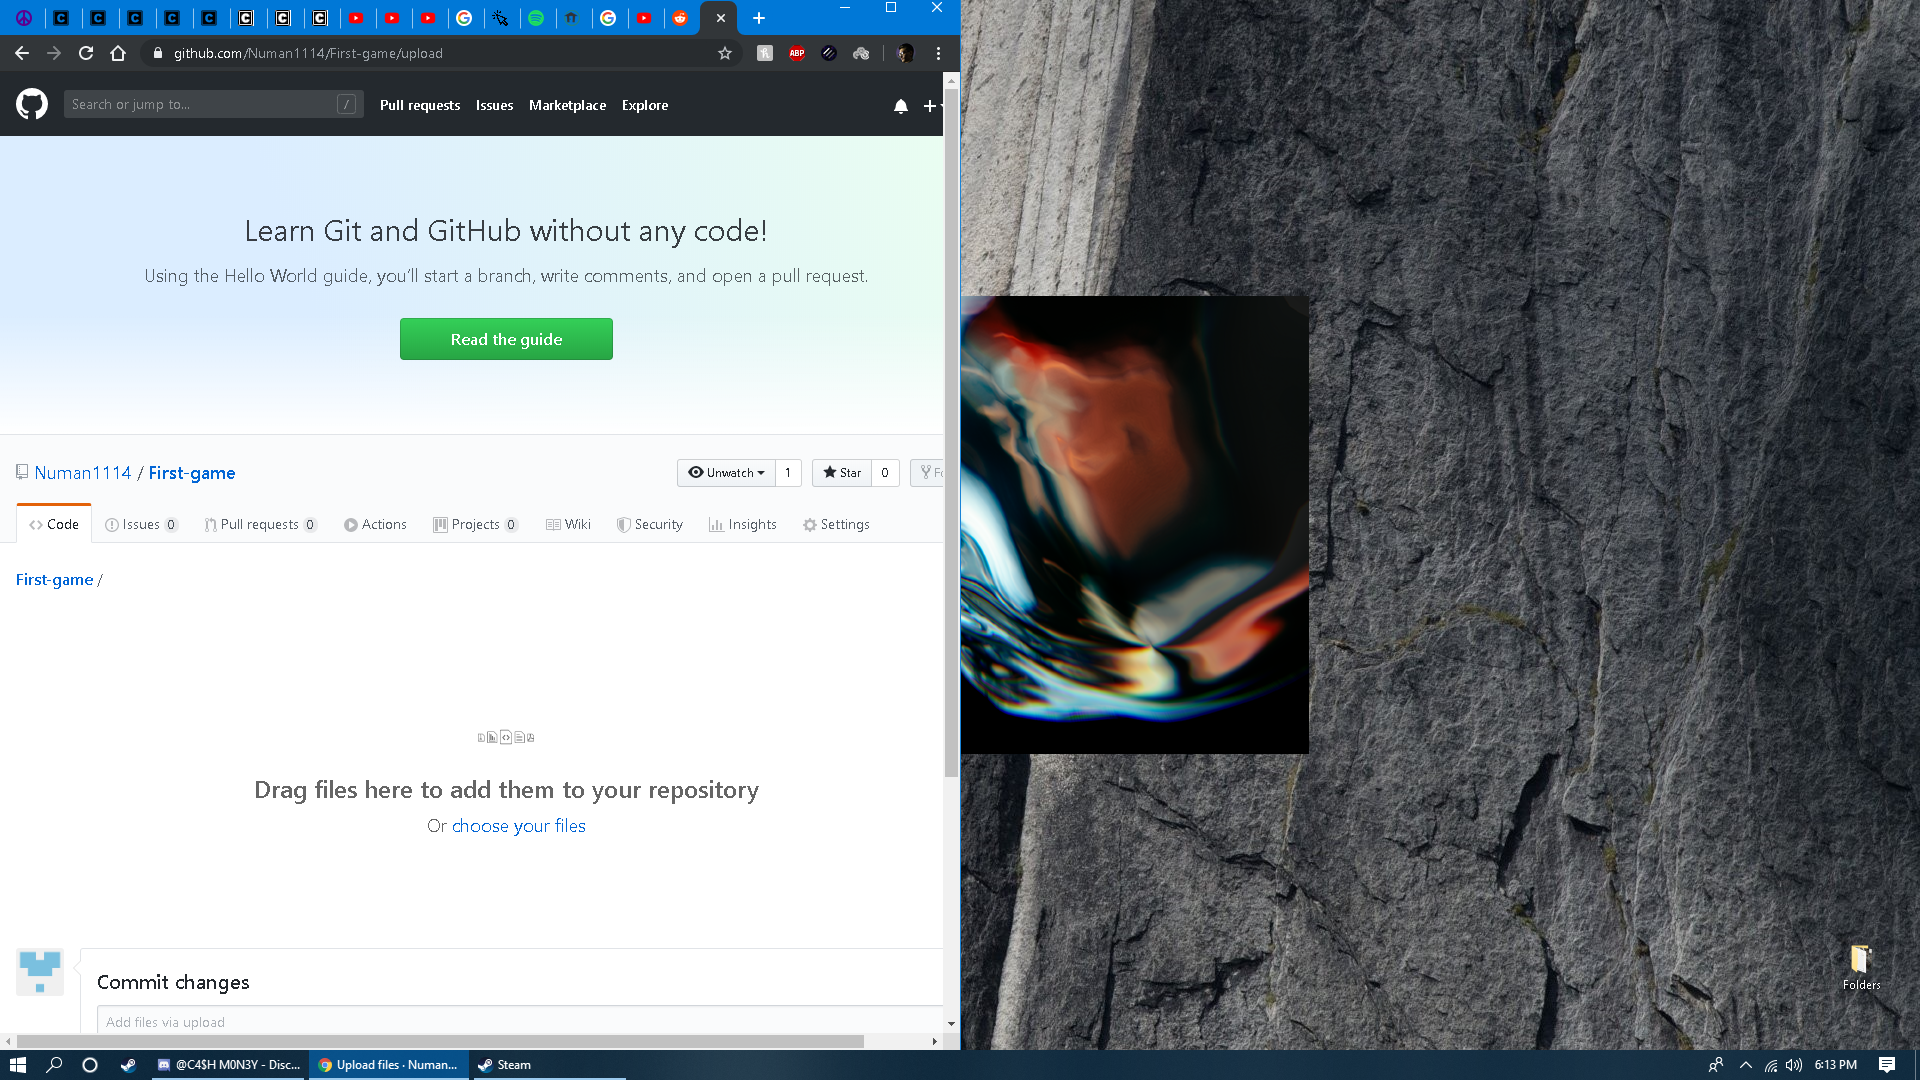 github.com/Numan1114/First-game/upload
ABP
Search or jump to...
/
Pull requests
Issues
Marketplace
Explore
Learn Git and GitHub without any code!
Using the Hello World guide, you'll start a branch, write comments, and open a pull request.
Read the guide
Numan1114 / First-game
Unwatch
1
Star
0
Fo
Code
Issues 0
Pull requests 0
Actions
Projects 0
Wiki
Security
Insights
Settings
First-game /
Drag files here to add them to your repository
Or choose your files
Commit changes
Add files via upload
Folders
@C4$H M0N3Y - Disc...
Upload files · Numan...
Steam
6:13 PM